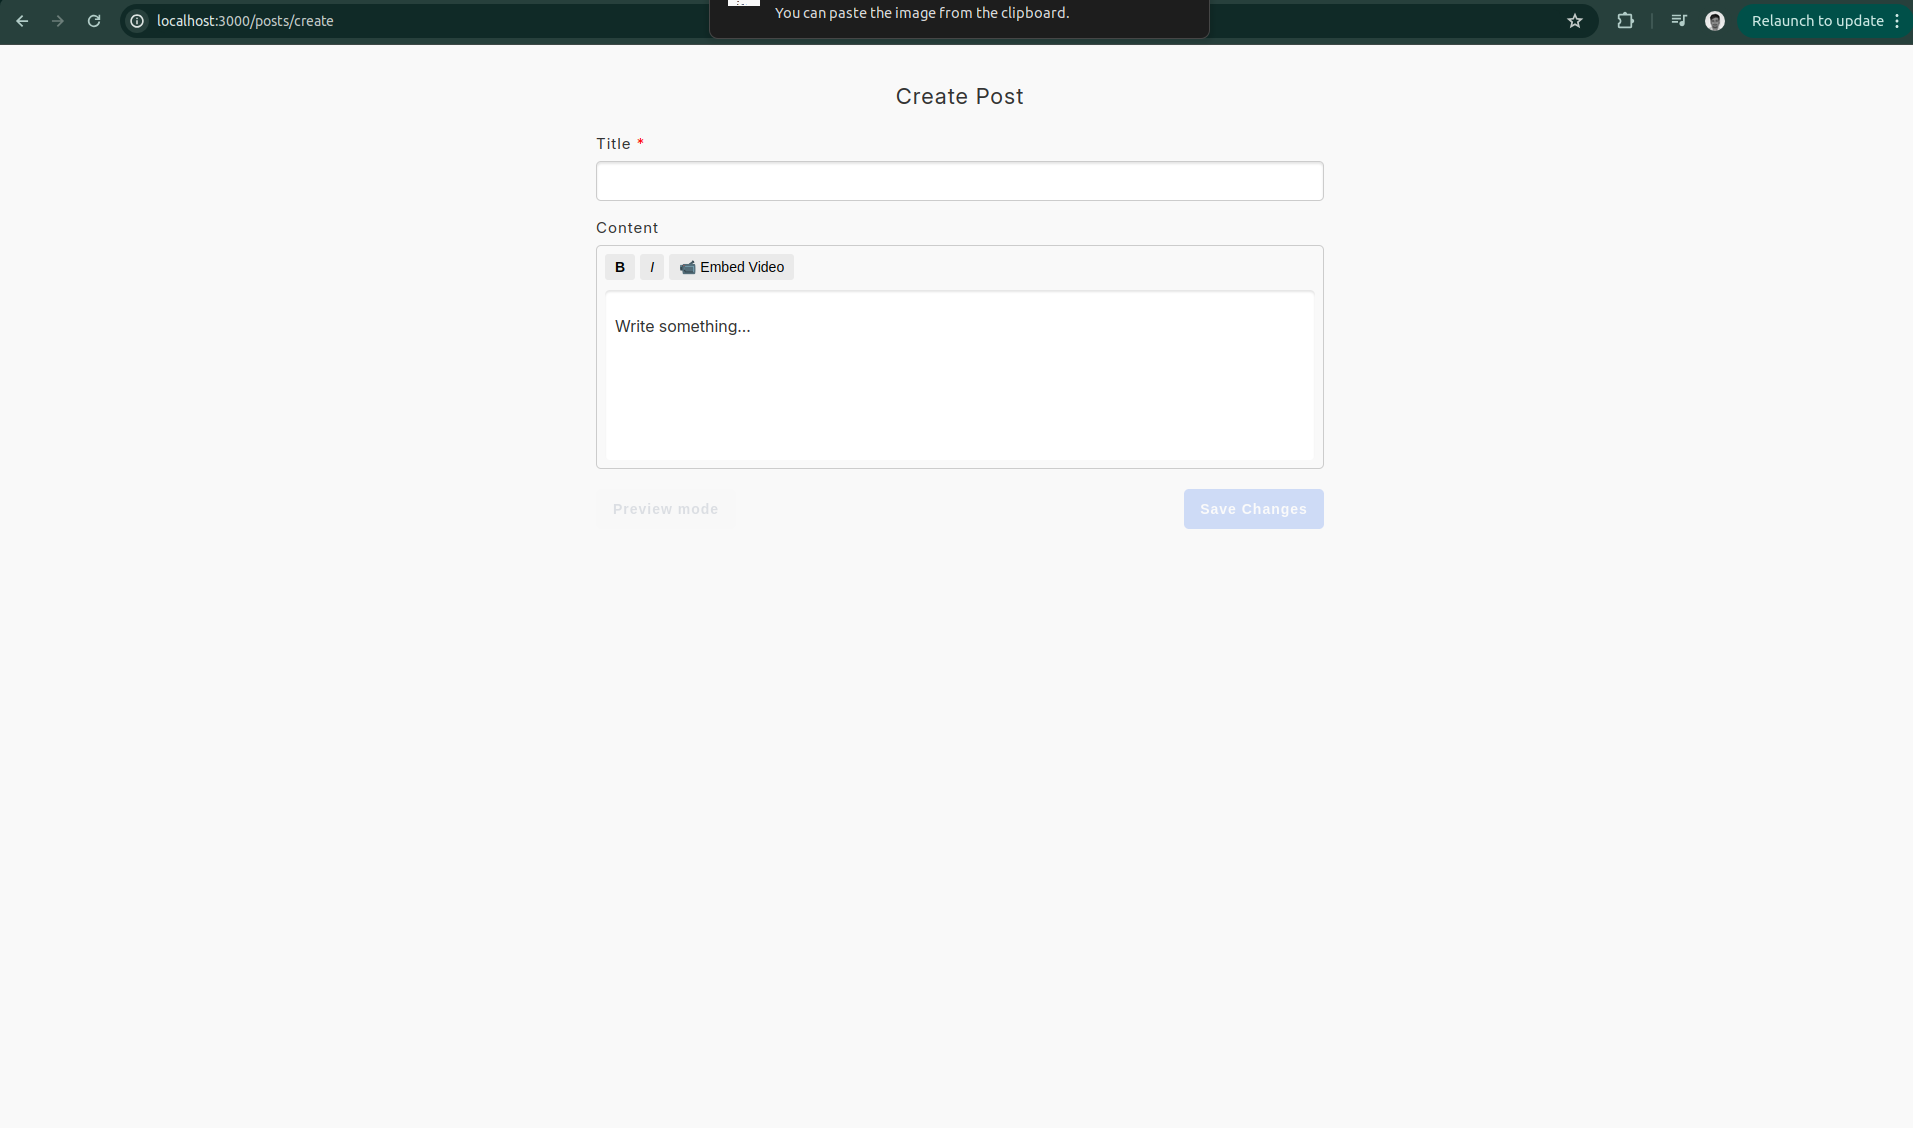 localhost:3000/posts/create
You can paste the image from the clipboard.
Relaunch to update
Create Post
Title *
Content
B I Embed Video
Write something...
Preview mode
Save Changes